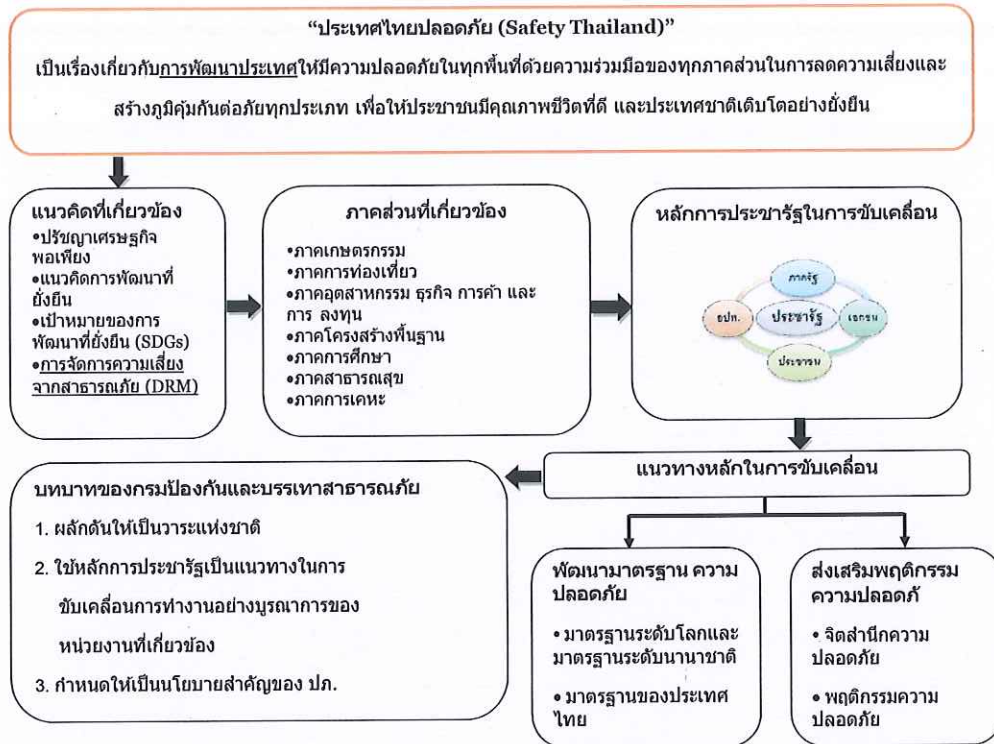 “ประเทศไทยปลอดภัย (Safety Thailand)”
เป็นเรื่องเกี่ยวกับการพัฒนาประเทศให้มีความปลอดภัยในทุกพื้นที่ด้วยความร่วมมือของทุกภาคส่วนในการลดความเสี่ยงและ
สร้างภูมิคุ้มกันต่อภัยทุกประเภท เพื่อให้ประชาชนมีคุณภาพชีวิตที่ดี และประเทศชาติเติบโตอย่างยั่งยืน
แนวคิดที่เกี่ยวข้อง
•ปรัชญาเศรษฐกิจ
พอเพียง
•แนวคิดการพัฒนาที่
ยั่งยืน
•เป้าหมายของการ
พัฒนาที่ยั่งยืน (SDGs)
•การจัดการความเสี่ยง
จากสาธารณภัย (DRM)
ภาคส่วนที่เกี่ยวข้อง
•ภาคเกษตรกรรม
•ภาคการท่องเที่ยว
•ภาคอุตสาหกรรม ธุรกิจ การค้า และ
การ ลงทุน
•ภาคโครงสร้างพื้นฐาน
•ภาคการศึกษา
•ภาคสาธารณสุข
•ภาคการเคหะ
หลักการประชารัฐในการขับเคลื่อน
ภาครัฐ
อปท.
ประชารัฐ
เอกชน
ประชาชน
แนวทางหลักในการขับเคลื่อน
บทบาทของกรมป้องกันและบรรเทาสาธารณภัย
1. ผลักดันให้เป็นวาระแห่งชาติ
2. ใช้หลักการประชารัฐเป็นแนวทางในการ
ขับเคลื่อนการทำงานอย่างบูรณาการของ
หน่วยงานที่เกี่ยวข้อง
3. กำหนดให้เป็นนโยบายสำคัญของ ปภ.
พัฒนามาตรฐาน ความ
ปลอดภัย
• มาตรฐานระดับโลกและ
มาตรฐานระดับนานาชาติ
• มาตรฐานของประเทศ
ไทย
ส่งเสริมพฤติกรรม
ความปลอดภั
• จิตสำนึกความ
ปลอดภัย
• พฤติกรรมความ
ปลอดภัย